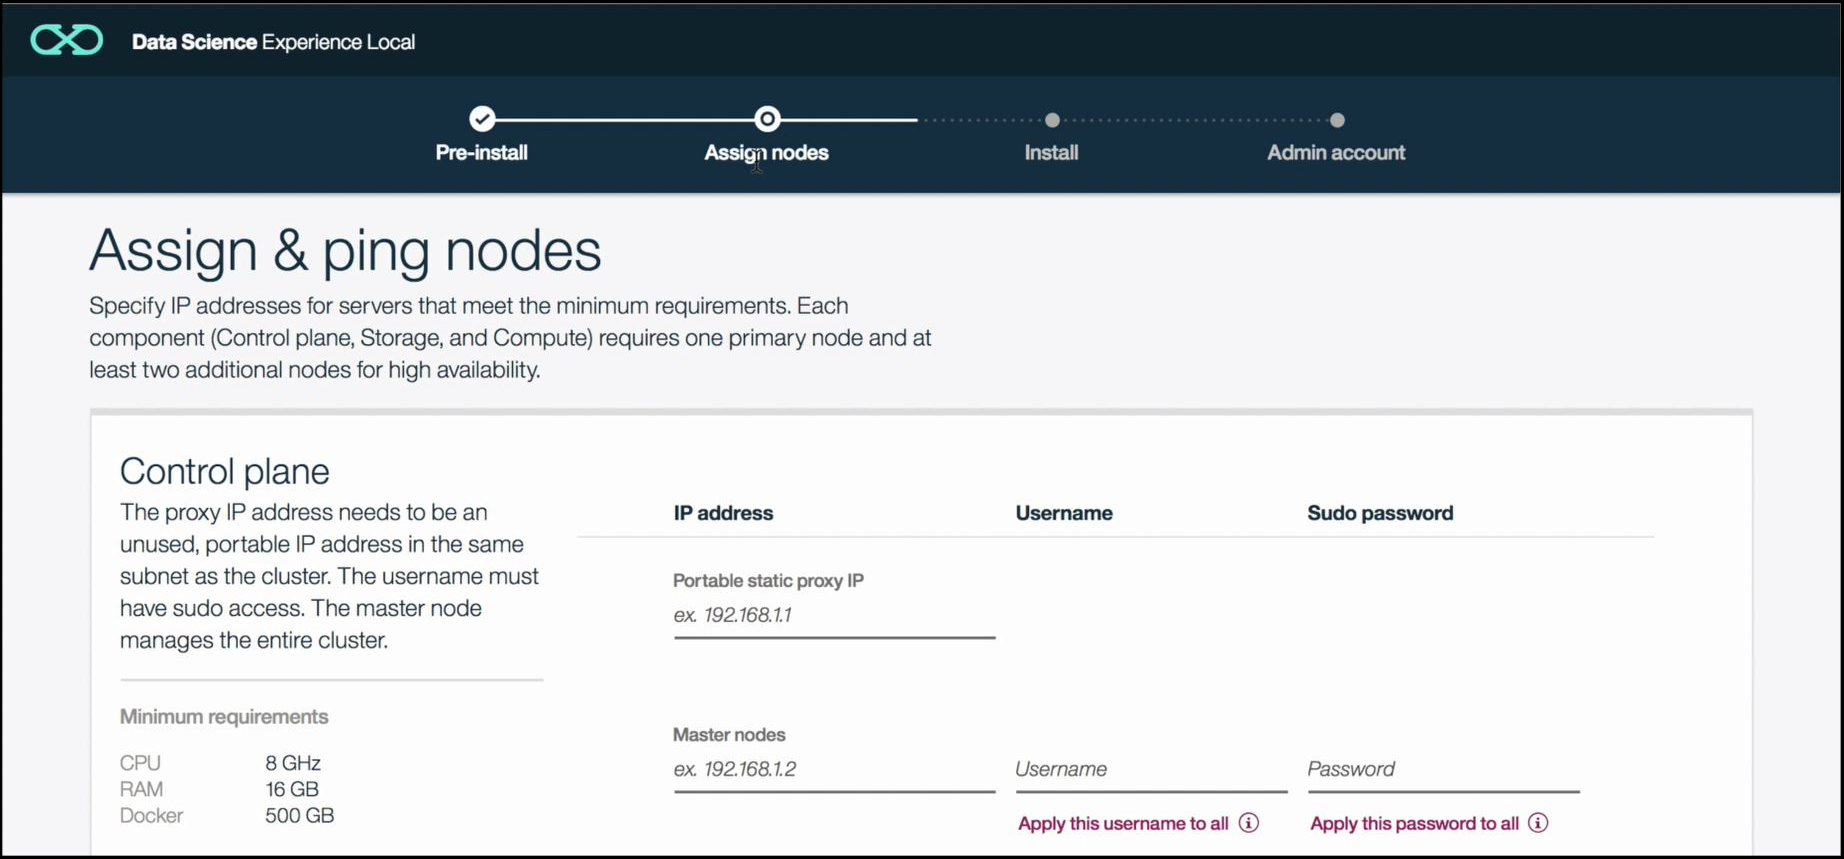 Data Science Experience Local
Pre-install
Assign nodes
Install
Admin account
Assign & ping nodes
Specify IP addresses for servers that meet the minimum requirements. Each
component (Control plane, Storage, and Compute) requires one primary node and at
least two additional nodes for high availability.
Control plane
The proxy IP address needs to be an
unused, portable IP address in the same
subnet as the cluster. The username must
have sudo access. The master node
manages the entire cluster.
Minimum requirements
CPU 8 GHz
RAM 16 GB
Docker 500 GB
IP address Username Sudo password
Portable static proxy IP
ex. 192.168.1.1
Master nodes
ex. 192.168.1.2 Username Password
Apply this username to all Apply this password to all